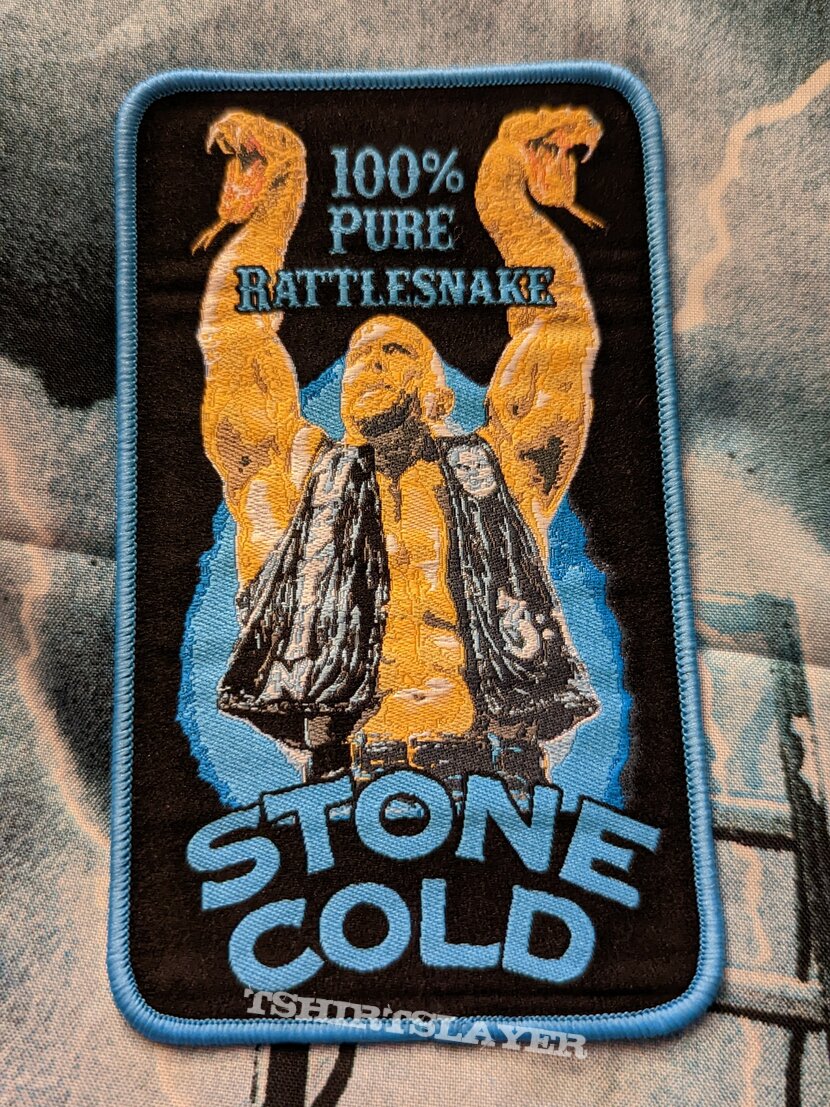 100%
PURE
RATTLESNAKE
STONE
COLD
TSHIRTSLAYER